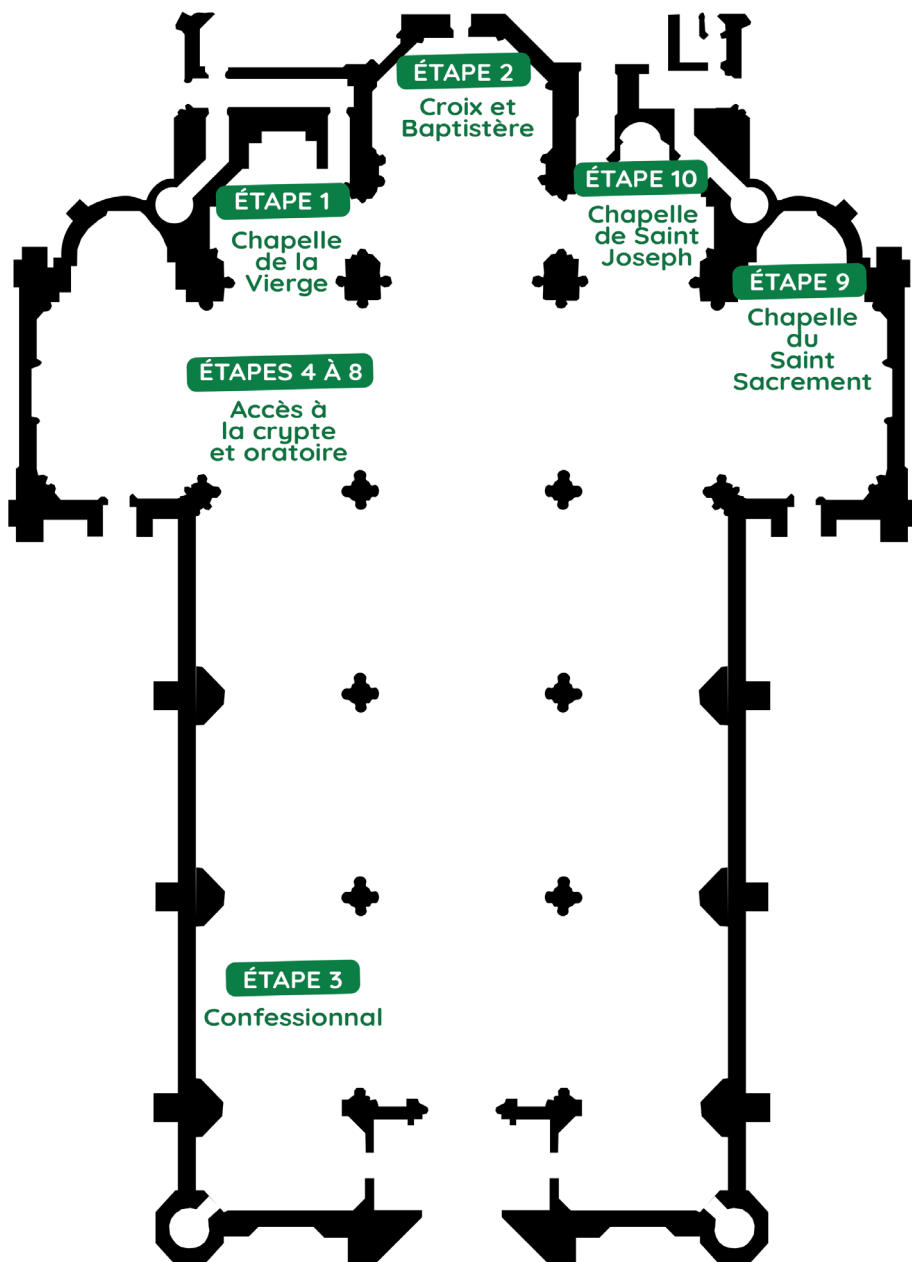 ÉTAPE 2
Croix et
Baptistère
ÉTAPE 1
Chapelle
de la
Vierge
ÉTAPE 10
Chapelle
de Saint
Joseph
ÉTAPE 9
Chapelle
du
Saint
Sacrement
ÉTAPES 4 À 8
Accès à
la crypte
et oratoire
ÉTAPE 3
Confessionnal